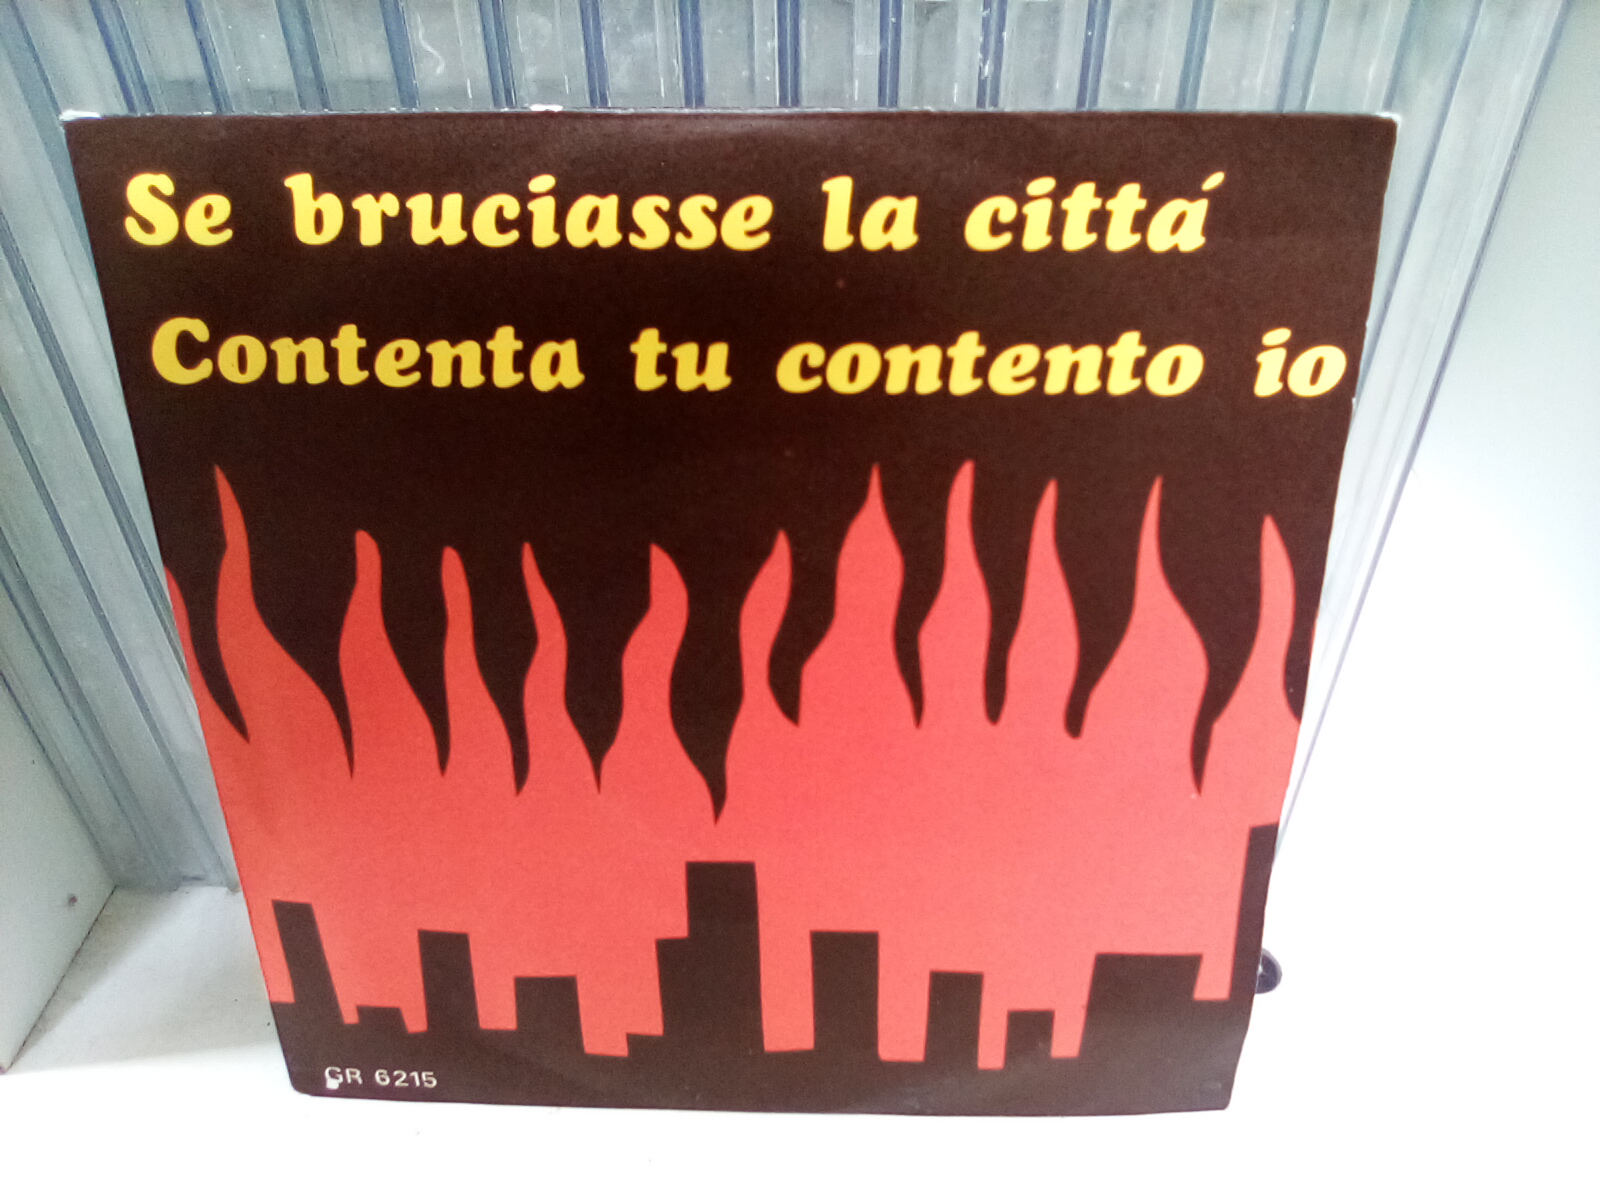 Se bruciasse la cittá
Contenta tu contento io
GR 6215